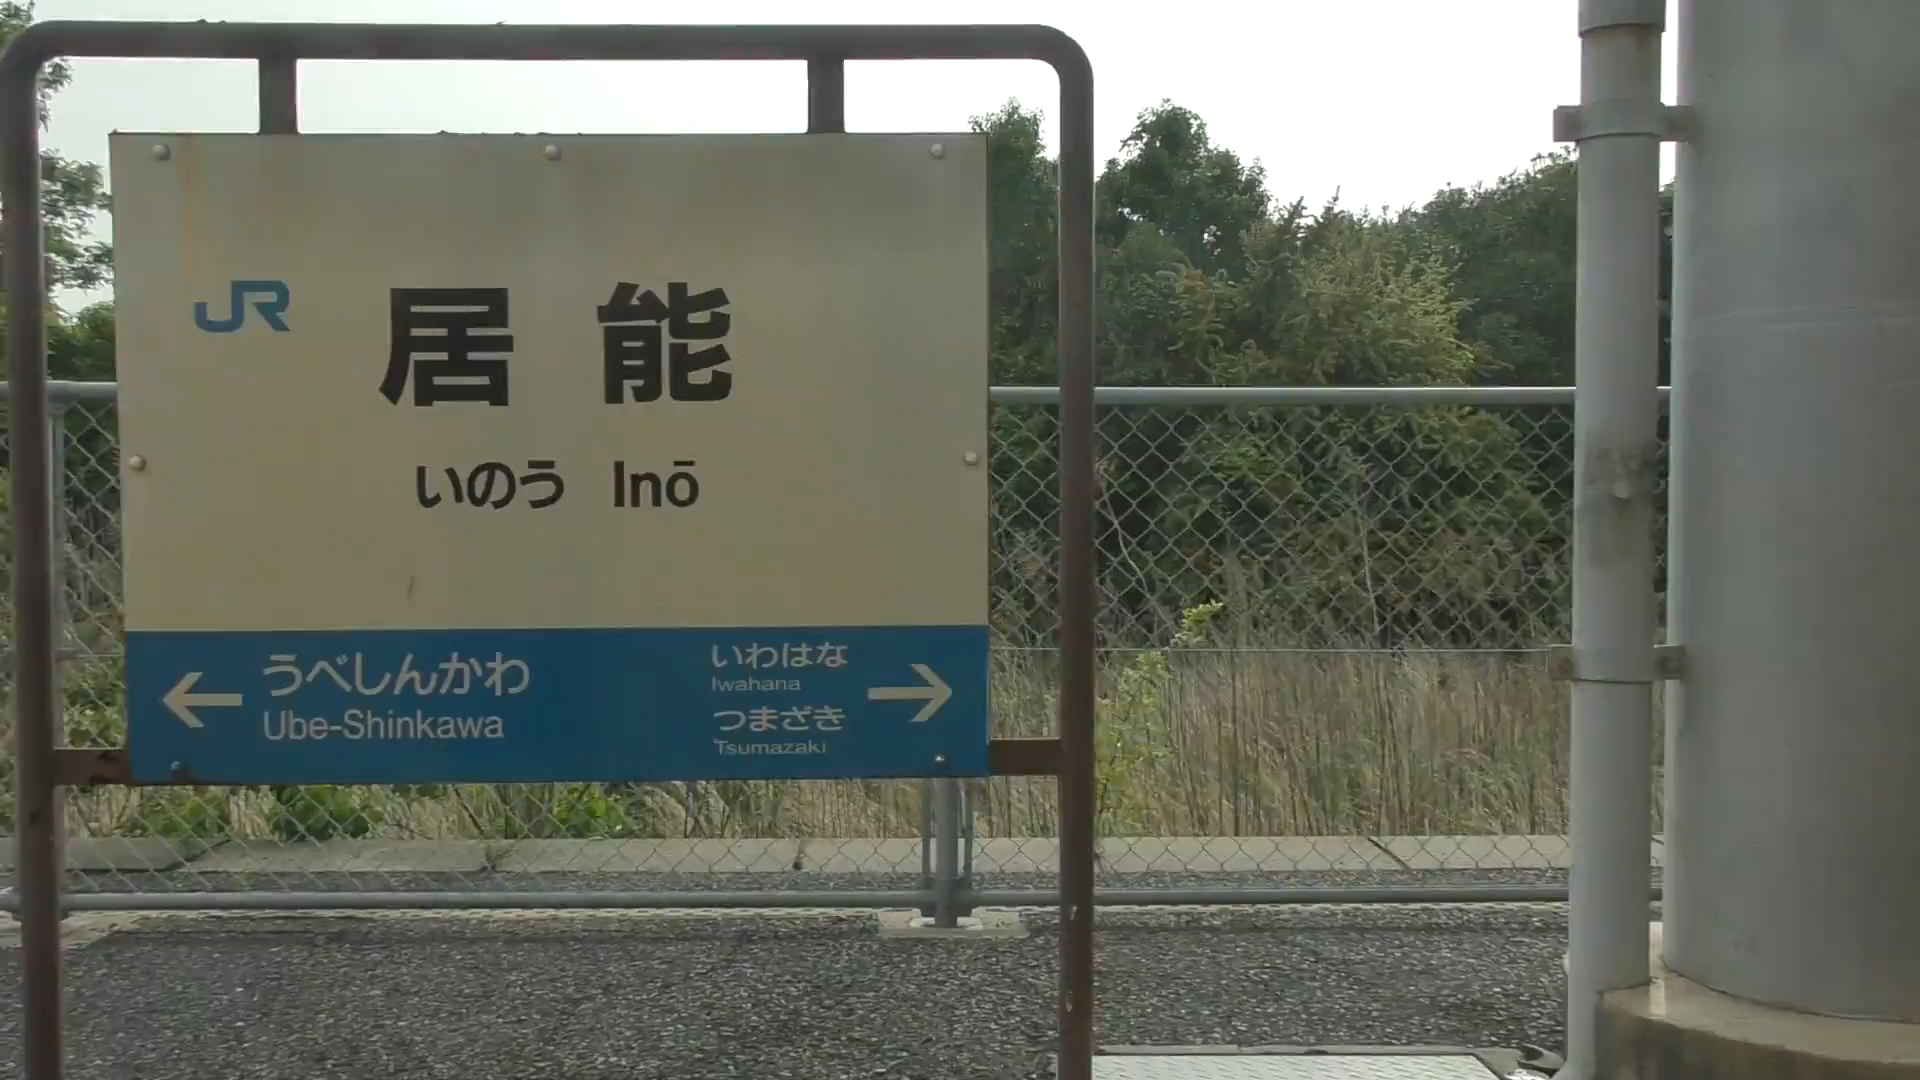 JR
居能
いのう Inō
うべしんかわ
Ube-Shinkawa
いわはな
Iwahana
つまざき
Tsumazaki